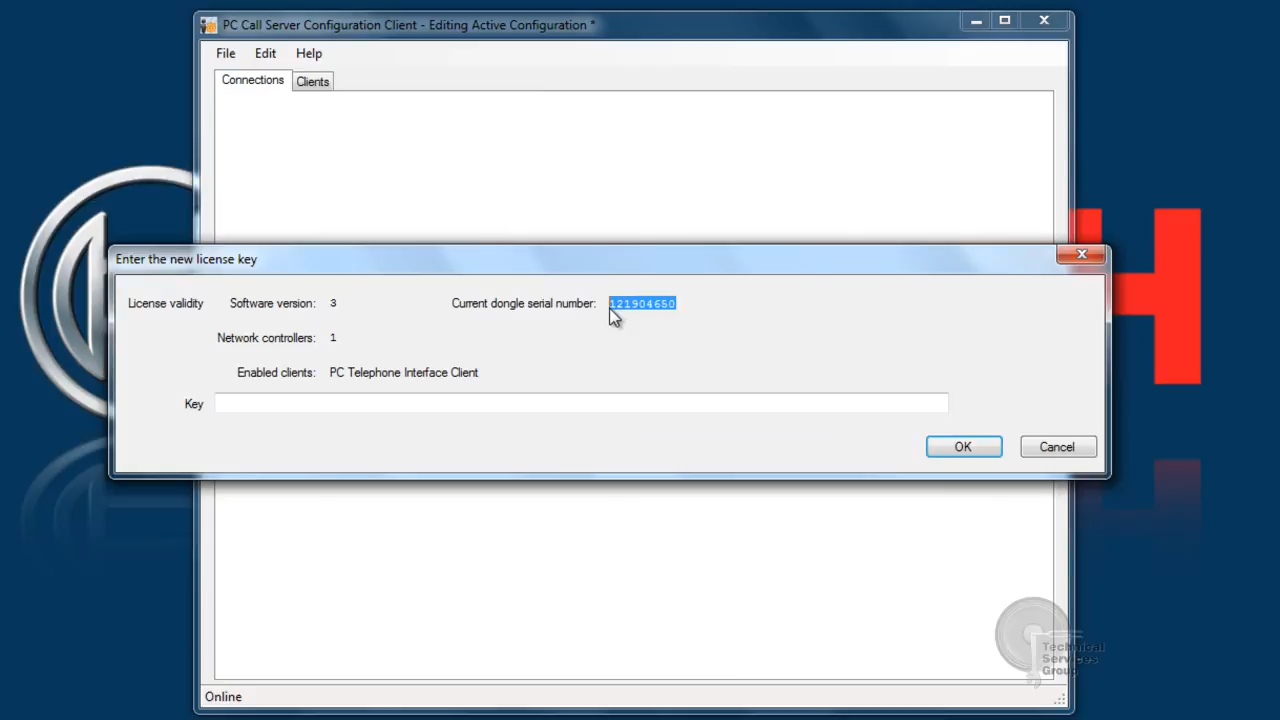 PC Call Server Configuration Client - Editing Active Configuration *
File Edit Help
Connections Clients
Enter the new license key
License validity Software version: 3 Current dongle serial number: 121904650
Network controllers: 1
Enabled clients: PC Telephone Interface Client
Key
OK Cancel
Technical
Services
Group
Online
H